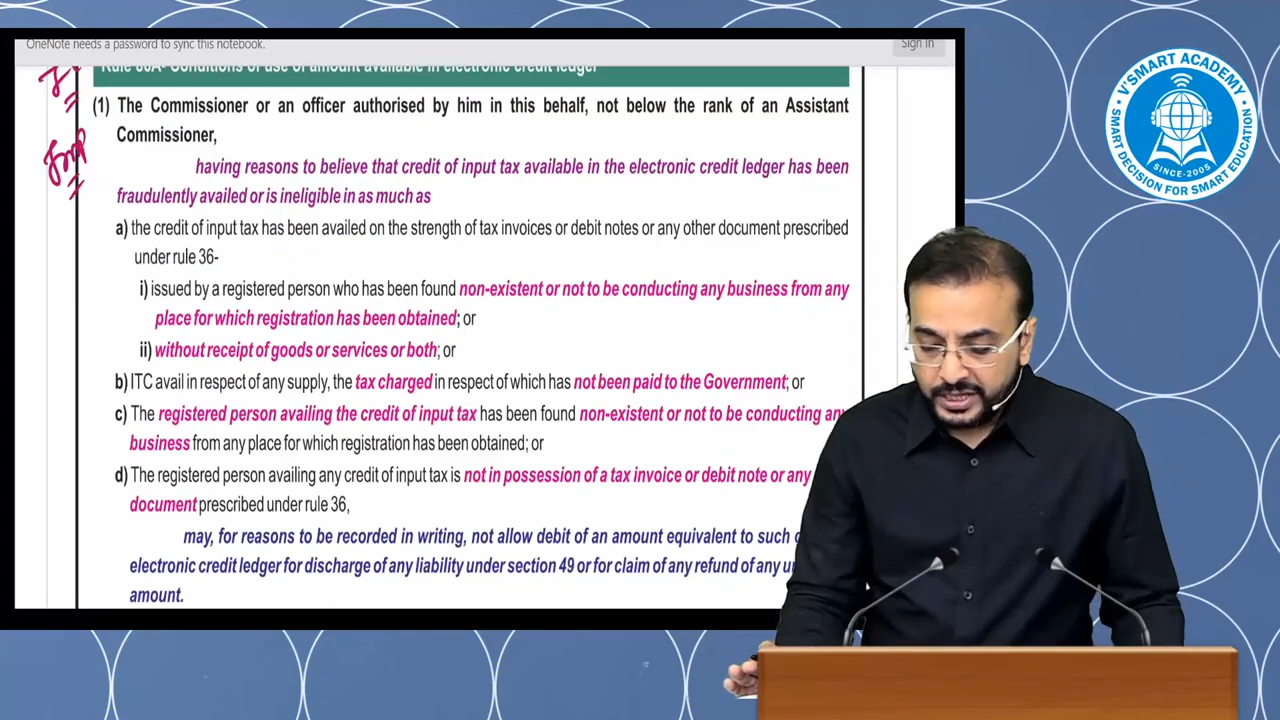 OneNote needs a password to sync this notebook.
Sign in
Conditions of use of amount available in electronic credit ledger
(1) The Commissioner or an officer authorised by him in this behalf, not below the rank of an Assistant
Commissioner,
Imp
having reasons to believe that credit of input tax available in the electronic credit ledger has been
fraudulently availed or is ineligible in as much as
a) the credit of input tax has been availed on the strength of tax invoices or debit notes or any other document prescribed
under rule 36-
i) issued by a registered person who has been found non-existent or not to be conducting any business from any
place for which registration has been obtained; or
ii) without receipt of goods or services or both; or
b) ITC avail in respect of any supply, the tax charged in respect of which has not been paid to the Government; or
c) The registered person availing the credit of input tax has been found non-existent or not to be conducting any
business from any place for which registration has been obtained; or
d) The registered person availing any credit of input tax is not in possession of a tax invoice or debit note or any
document prescribed under rule 36,
may, for reasons to be recorded in writing, not allow debit of an amount equivalent to such
electronic credit ledger for discharge of any liability under section 49 or for claim of any refund of any
amount.
V'SMART ACADEMY
SINCE-2005
SMART DECISION FOR SMART EDUCATION